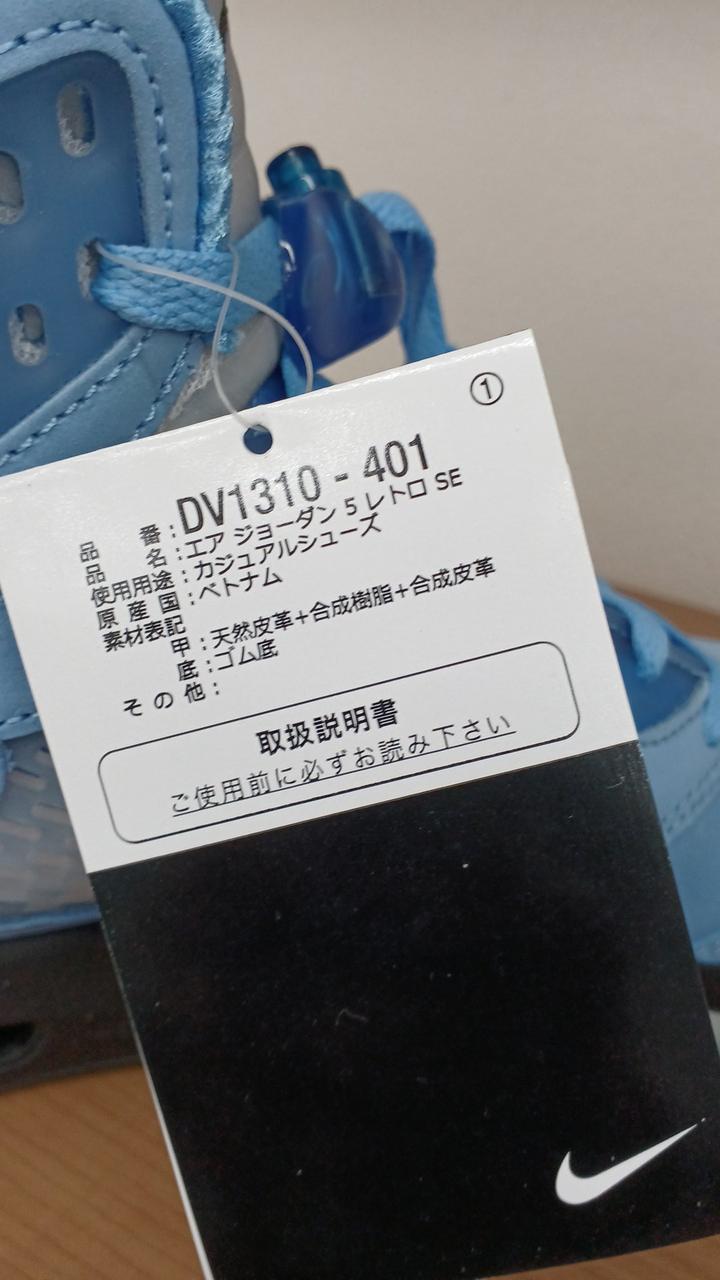 ①
品番：DV1310 - 401
品名：エア ジョーダン 5 レトロ SE
使用用途：カジュアルシューズ
原産国：ベトナム
素材表記
甲：天然皮革＋合成樹脂＋合成皮革
底：ゴム底
その他：
取扱説明書
ご使用前に必ずお読み下さい